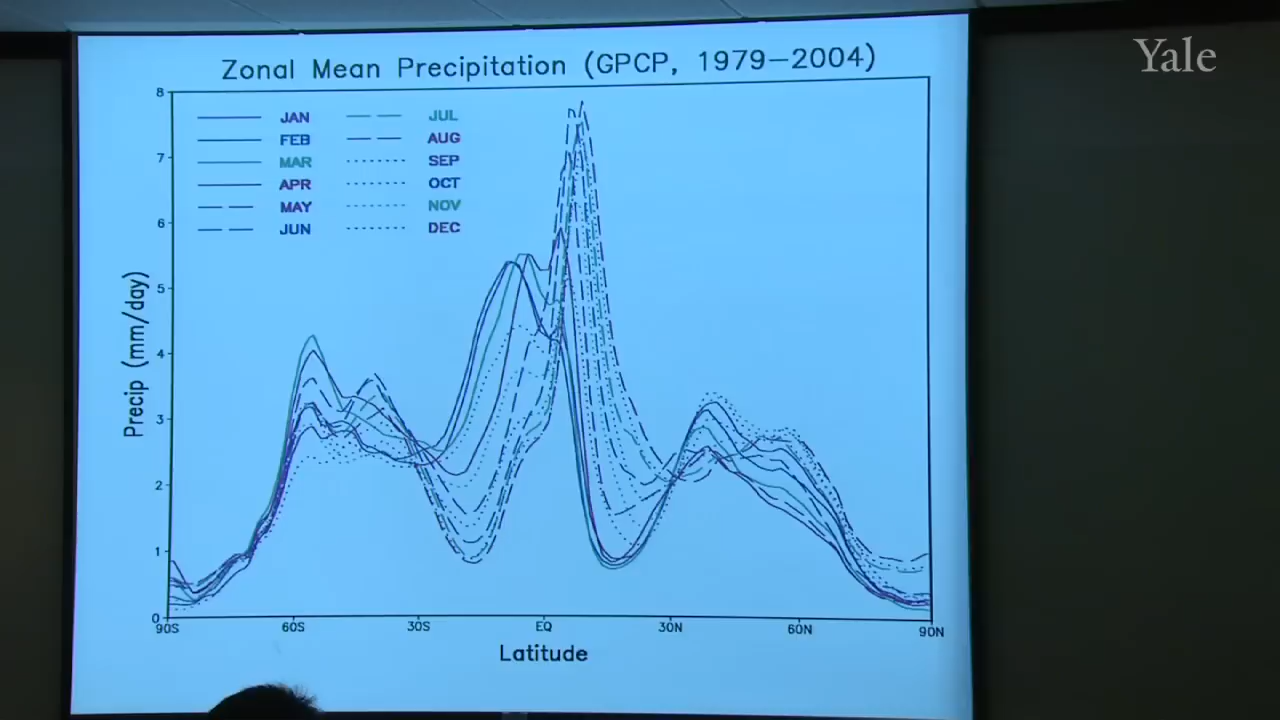 Yale
Zonal Mean Precipitation (GPCP, 1979–2004)
8
7
6
5
4
3
2
1
0
JAN
FEB
MAR
APR
MAY
JUN
JUL
AUG
SEP
OCT
NOV
DEC
Precip (mm/day)
90S 60S 30S EQ 30N 60N 90N
Latitude